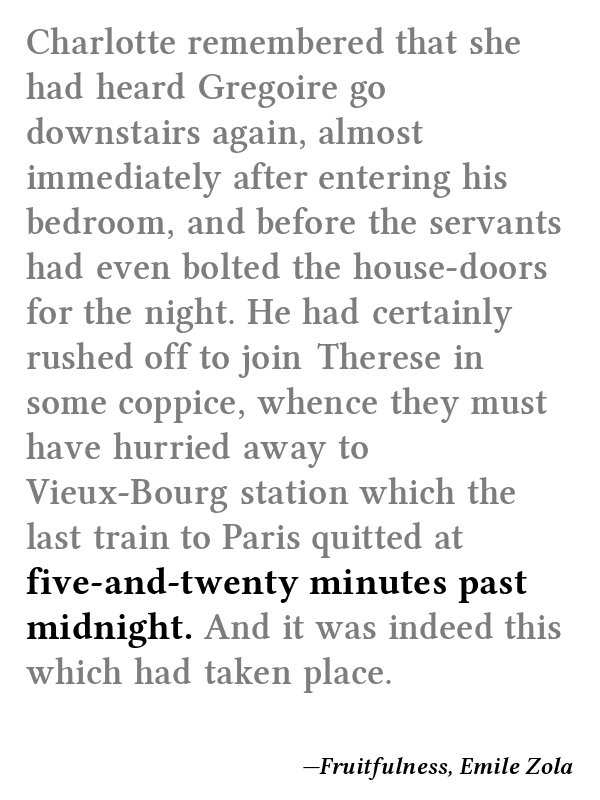 Charlotte remembered that she
had heard Gregoire go
downstairs again, almost
immediately after entering his
bedroom, and before the servants
had even bolted the house-doors
for the night. He had certainly
rushed off to join Therese in
some coppice, whence they must
have hurried away to
Vieux-Bourg station which the
last train to Paris quitted at
five-and-twenty minutes past
midnight. And it was indeed this
which had taken place.
—Fruitfulness, Emile Zola